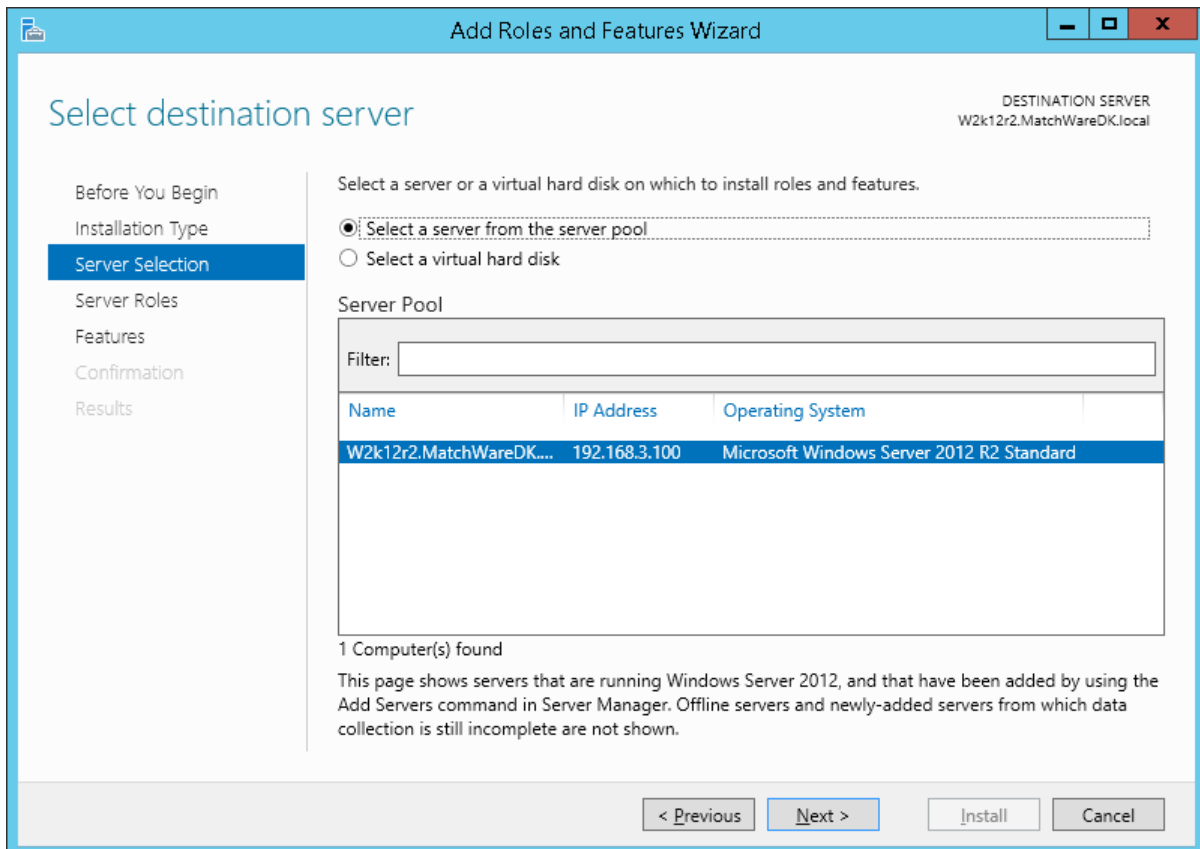 Add Roles and Features Wizard
Select destination server
DESTINATION SERVER
W2k12r2.MatchWareDK.local
Before You Begin
Installation Type
Server Selection
Server Roles
Features
Confirmation
Results
Select a server or a virtual hard disk on which to install roles and features.
Select a server from the server pool
Select a virtual hard disk
Server Pool
Filter:
Name IP Address Operating System
W2k12r2.MatchWareDK.... 192.168.3.100 Microsoft Windows Server 2012 R2 Standard
1 Computer(s) found
This page shows servers that are running Windows Server 2012, and that have been added by using the
Add Servers command in Server Manager. Offline servers and newly-added servers from which data
collection is still incomplete are not shown.
< Previous Next > Install Cancel